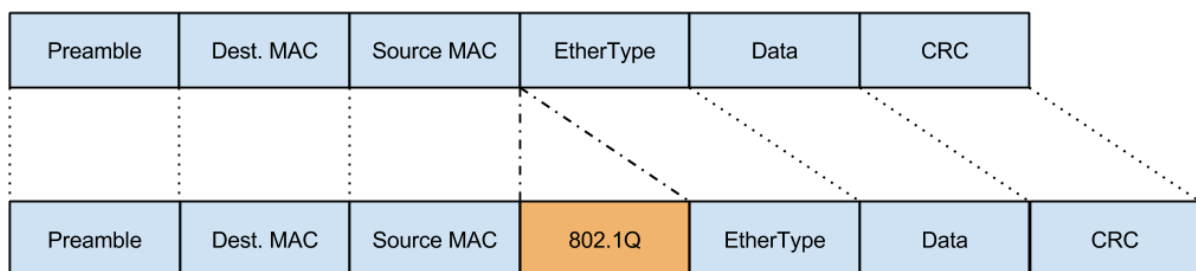 Preamble Dest. MAC Source MAC EtherType Data CRC
Preamble Dest. MAC Source MAC 802.1Q EtherType Data CRC